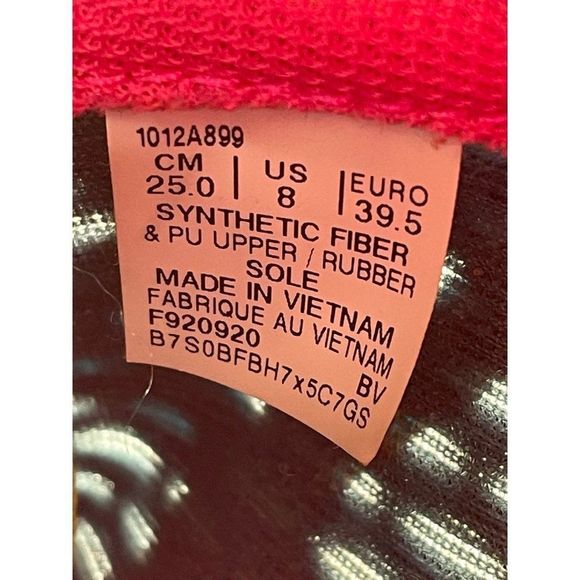 1012A899
CM | US | EURO
25.0 | 8 | 39.5
SYNTHETIC FIBER
& PU UPPER / RUBBER
SOLE
MADE IN VIETNAM
FABRIQUE AU VIETNAM
F920920 BV
B7S0BFBH7x5C7GS